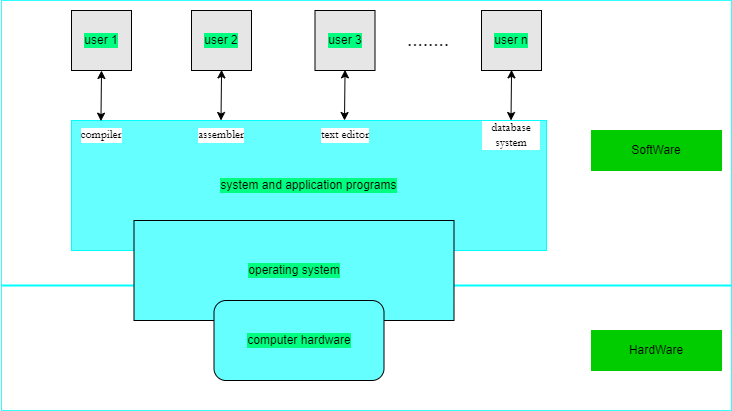 user 1
user 2
user 3
........
user n
compiler
assembler
text editor
database
system
SoftWare
system and application programs
operating system
computer hardware
HardWare